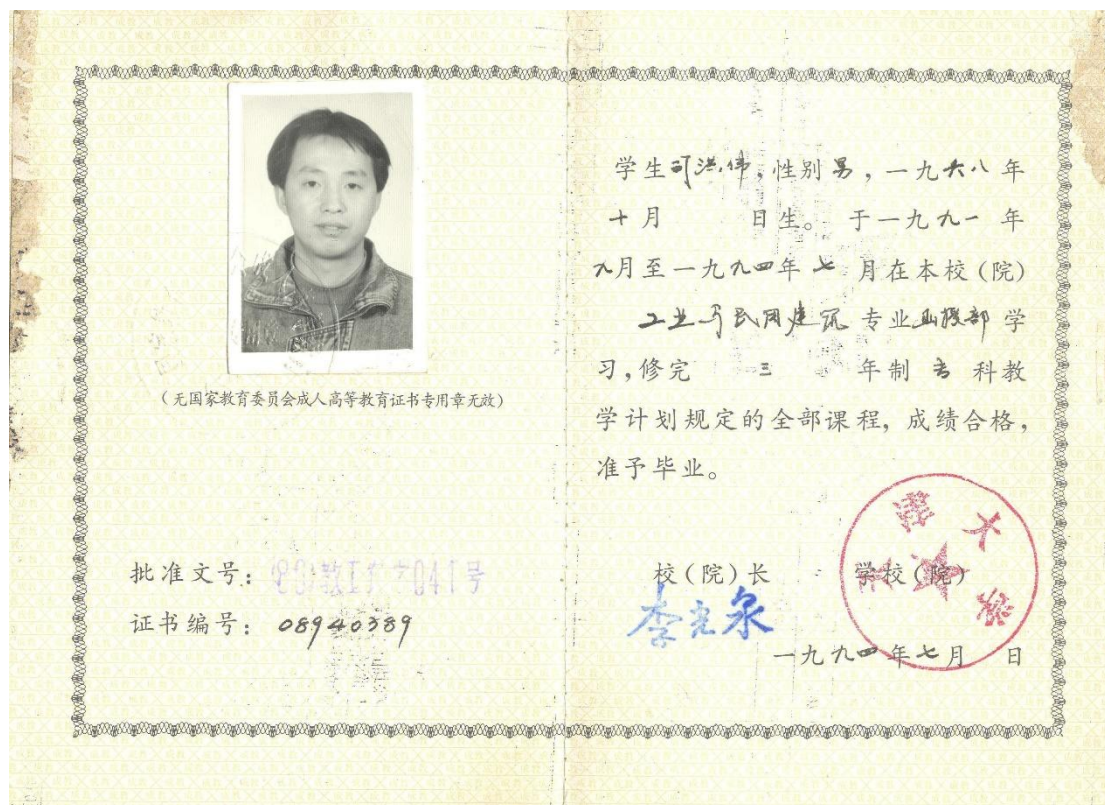 (无国家教育委员会成人高等教育证书专用章无效)
批准文号:
证书编号: 08940389
学生司洪伟,性别男,一九六八年
十月 日生。 于一九九一年
九月至一九九四年七月在本校(院)
工业与民用建筑专业函授部学
习,修完 三 年制专科教
学计划规定的全部课程,成绩合格,
准予毕业。
校(院)长 学校(院)
李光泉
天津大学
一九九四年七月 日